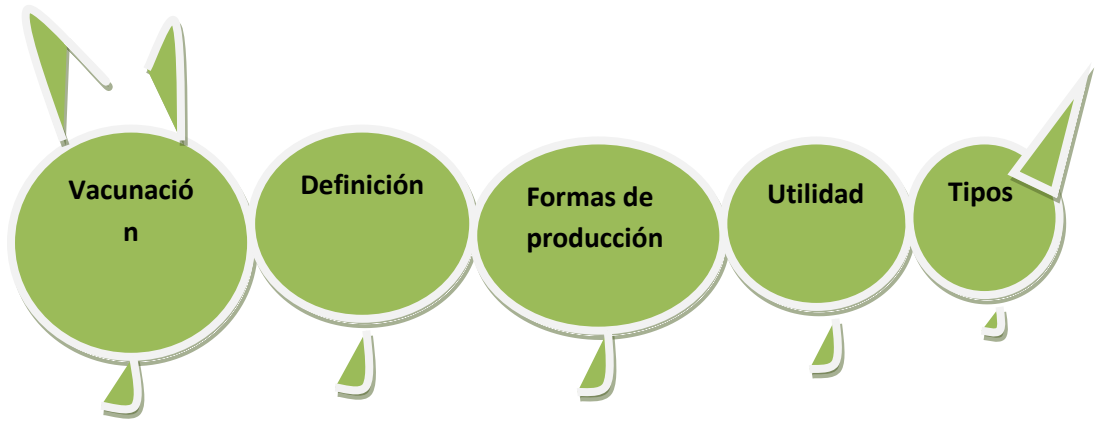 Vacunació
n
Definición
Formas de
producción
Utilidad
Tipos